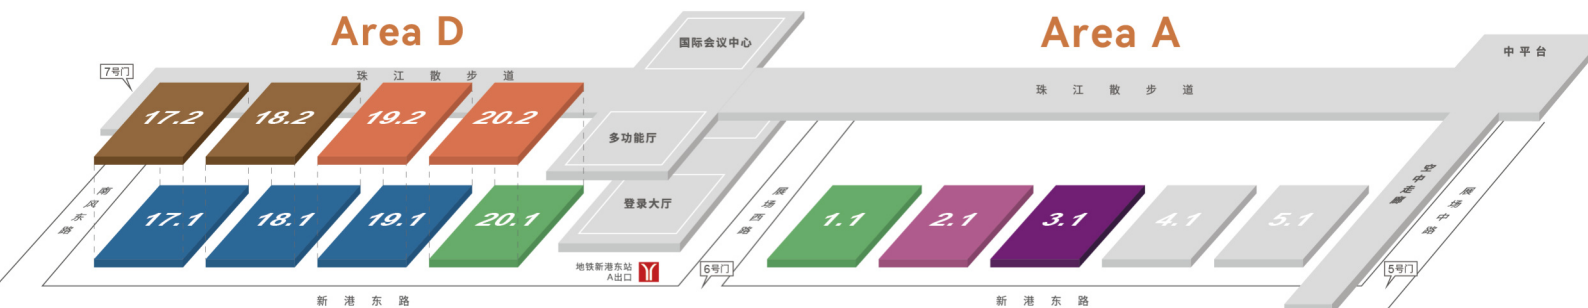 Area D
Area A
国际会议中心
中平台
7号门
珠江散步道
珠江散步道
17.2
18.2
19.2
20.2
多功能厅
空中走廊
南风东路
展场西路
展场中路
17.1
18.1
19.1
20.1
登录大厅
1.1
2.1
3.1
4.1
5.1
地铁新港东站
A出口
6号门
5号门
新港东路
新港东路